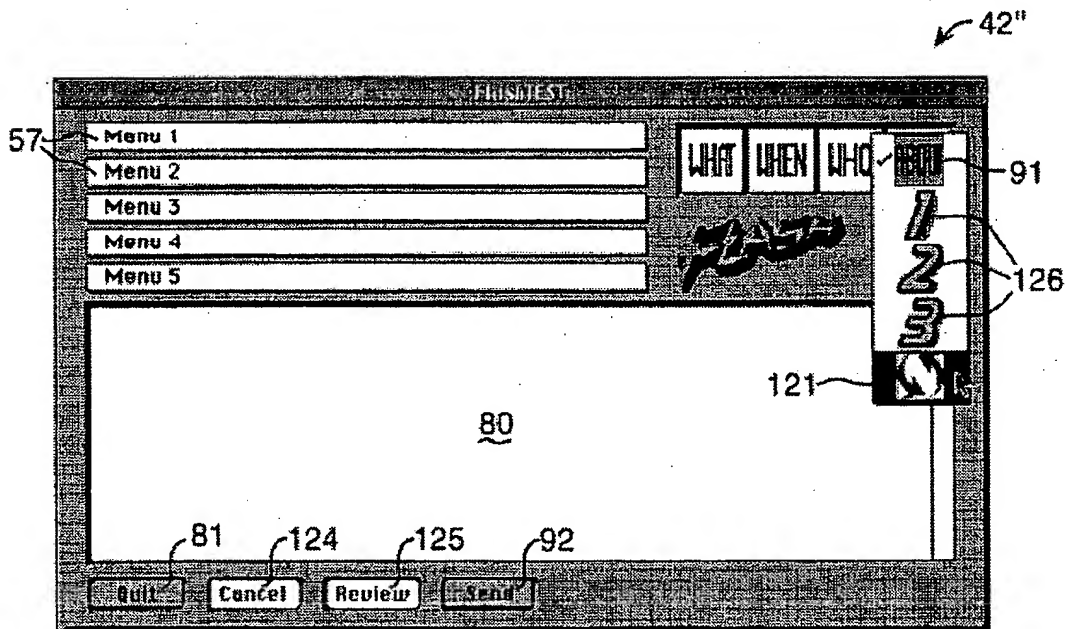 42"
57
Menu 1
Menu 2
Menu 3
Menu 4
Menu 5
WHAT WHEN WHO ✓ ABOUT
91
1
2
3
126
121
80
81 124 125 92
Quit Cancel Review Send